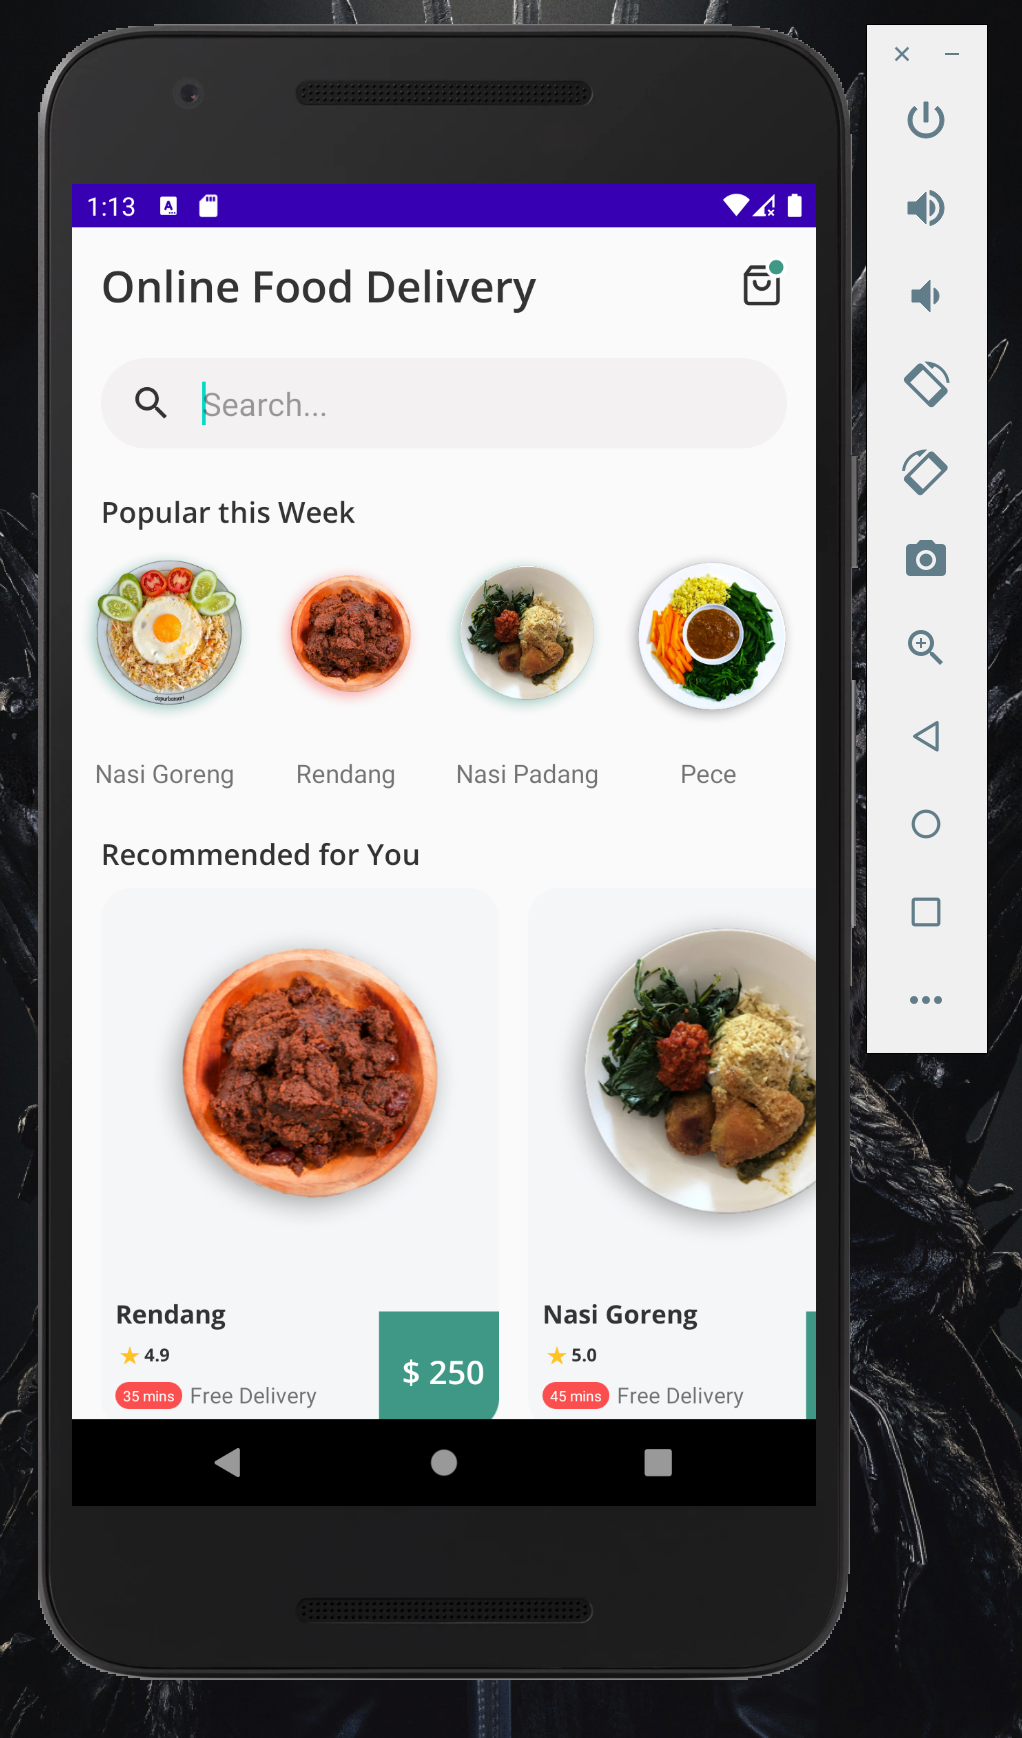 1:13
Online Food Delivery
Search...
Popular this Week
Nasi Goreng Rendang Nasi Padang Pece
Recommended for You
Rendang Nasi Goreng
4.9 5.0
$ 250
35 mins Free Delivery 45 mins Free Delivery